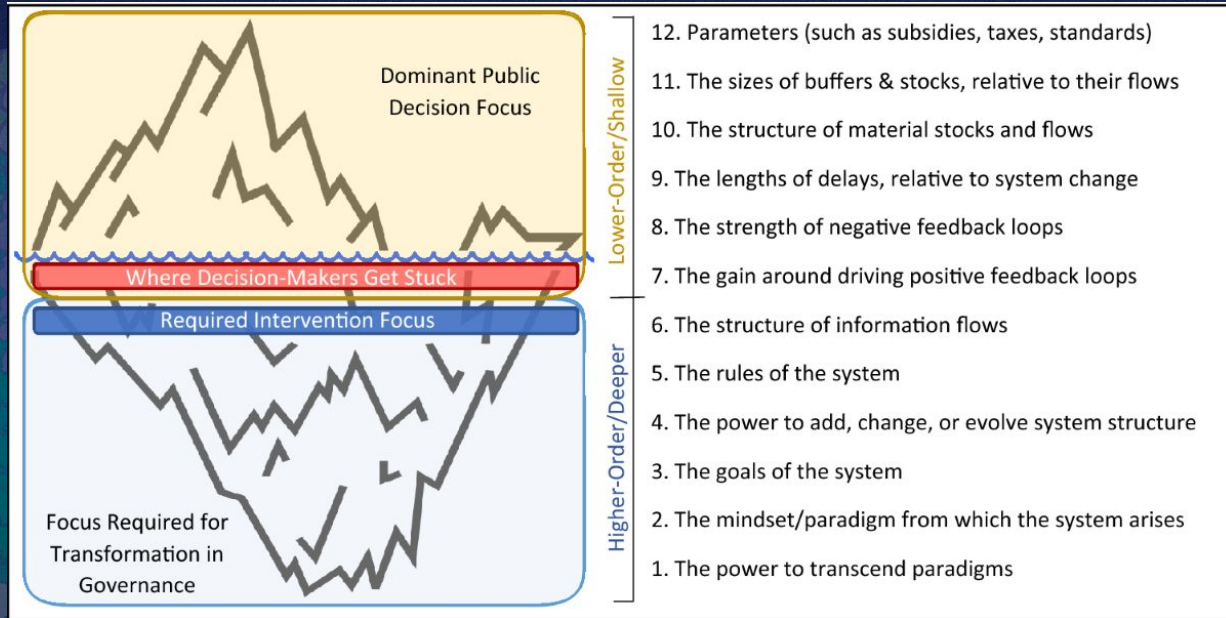 Dominant Public
Decision Focus
Where Decision-Makers Get Stuck
Required Intervention Focus
Focus Required for
Transformation in
Governance
Lower-Order/Shallow
Higher-Order/Deeper
12. Parameters (such as subsidies, taxes, standards)
11. The sizes of buffers & stocks, relative to their flows
10. The structure of material stocks and flows
9. The lengths of delays, relative to system change
8. The strength of negative feedback loops
7. The gain around driving positive feedback loops
6. The structure of information flows
5. The rules of the system
4. The power to add, change, or evolve system structure
3. The goals of the system
2. The mindset/paradigm from which the system arises
1. The power to transcend paradigms